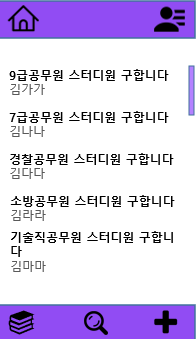 9급공무원 스터디원 구합니다
김가가
7급공무원 스터디원 구합니다
김나나
경찰공무원 스터디원 구합니다
김다다
소방공무원 스터디원 구합니다
김라라
기술직공무원 스터디원 구합니
다
김마마